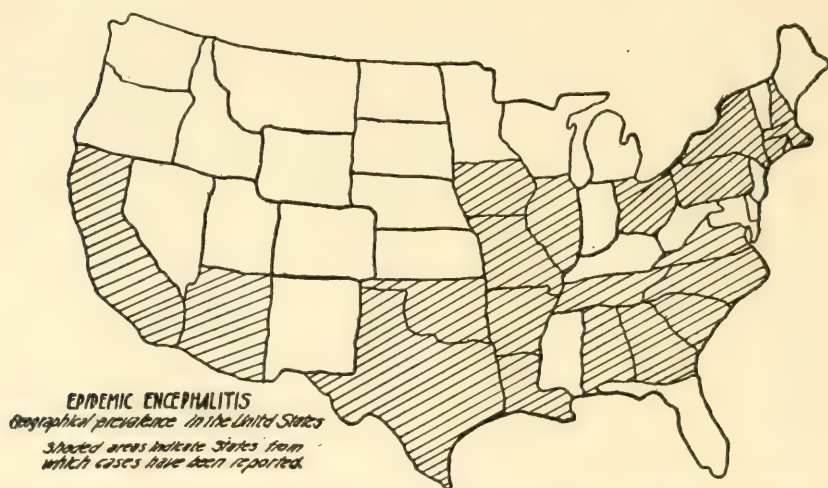 EPIDEMIC ENCEPHALITIS
Geographical prevalence in the United States
Shaded areas indicate States from
which cases have been reported.